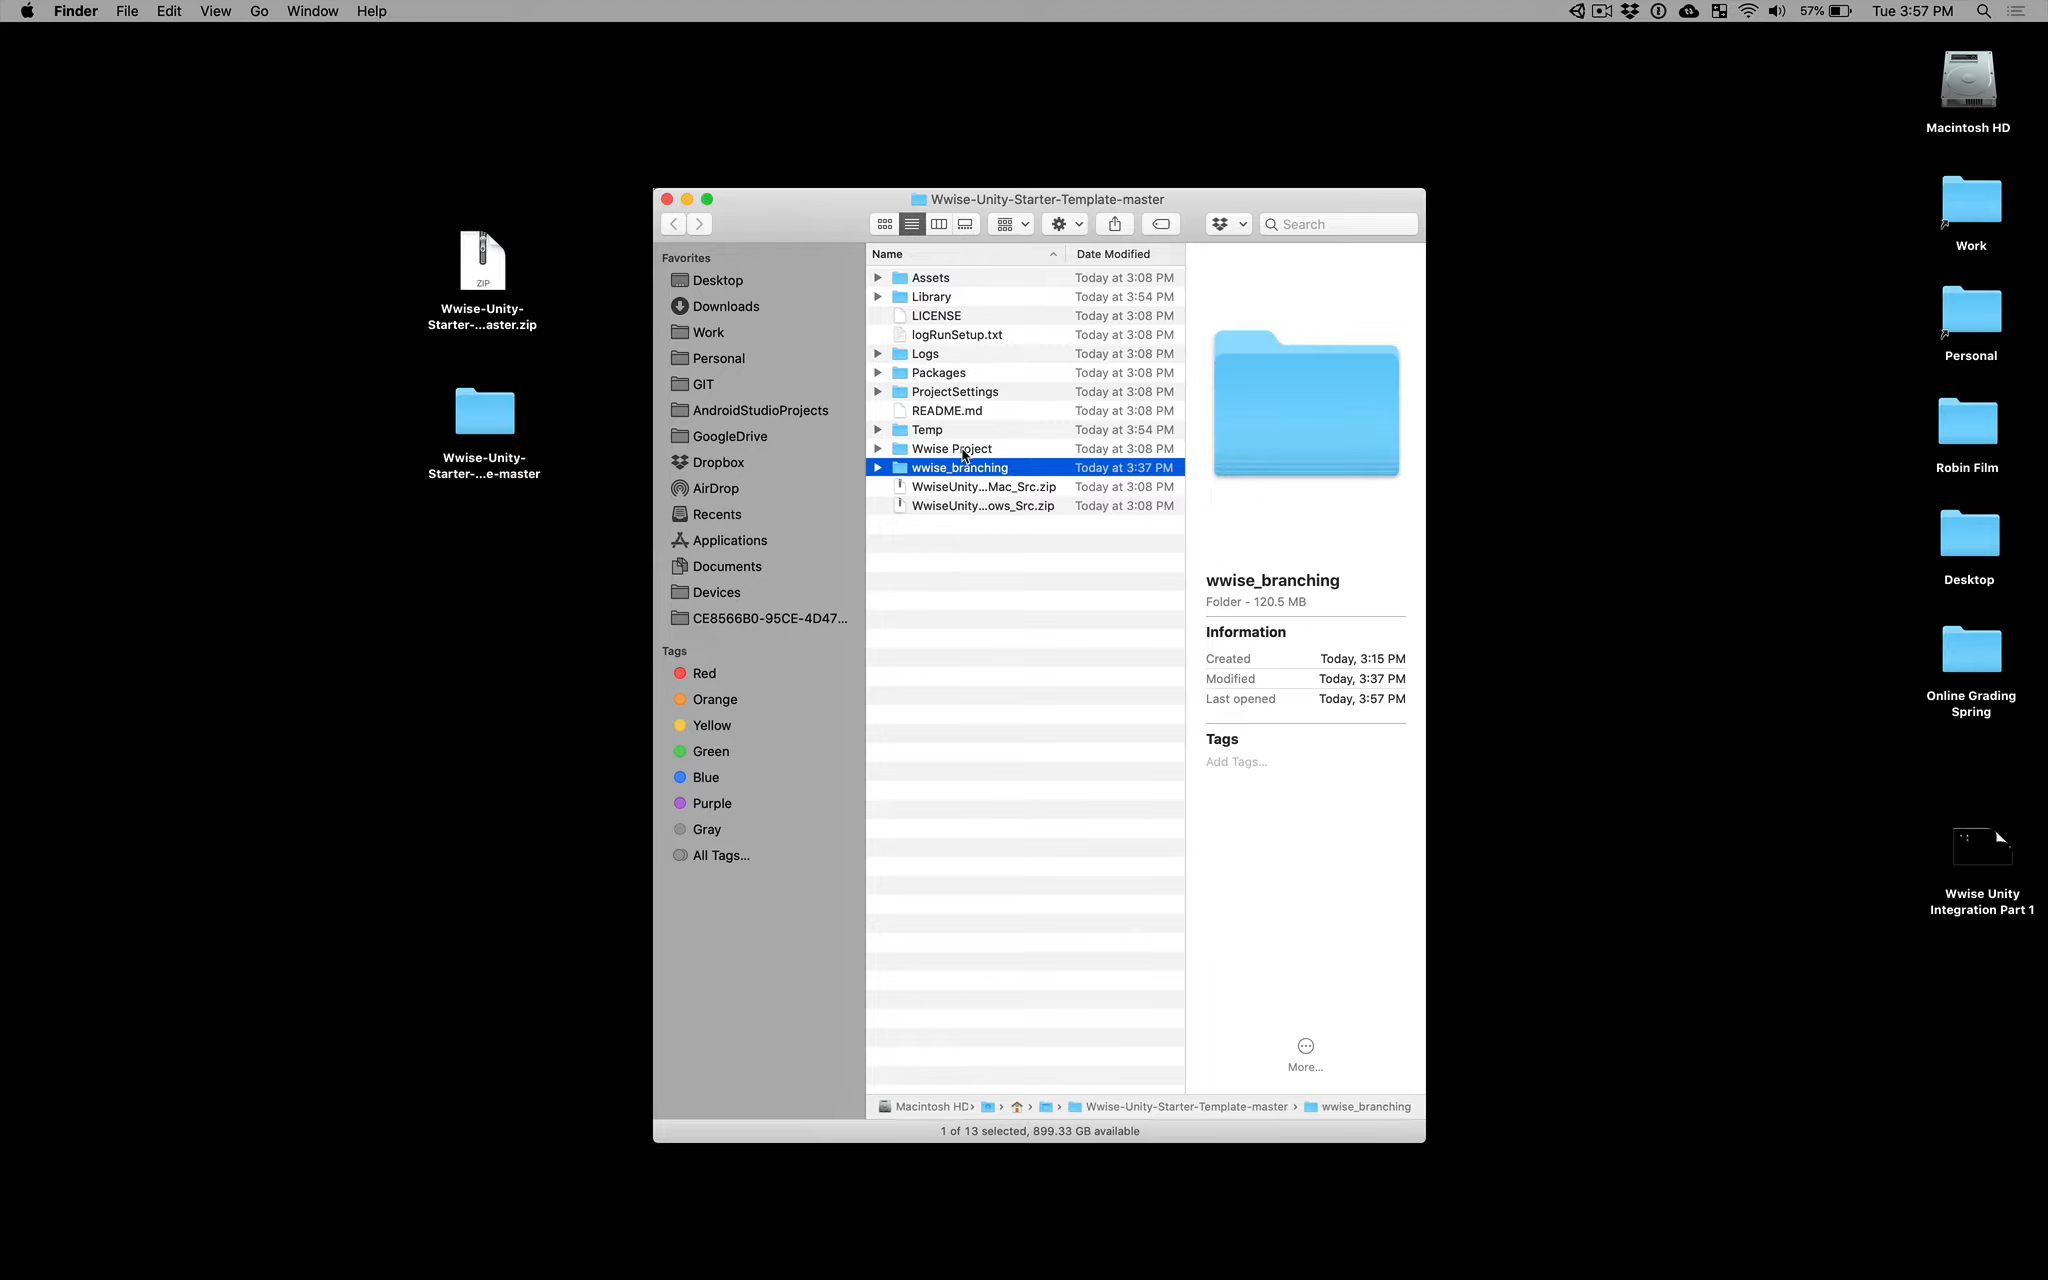 Finder File Edit View Go Window Help
57% Tue 3:57 PM
Macintosh HD
Work
Personal
Robin Film
Desktop
Online Grading
Spring
Wwise Unity
Integration Part 1
ZIP
Wwise-Unity-
Starter-...aster.zip
Wwise-Unity-
Starter-...e-master
Wwise-Unity-Starter-Template-master
Search
Favorites
Desktop
Downloads
Work
Personal
GIT
AndroidStudioProjects
GoogleDrive
Dropbox
AirDrop
Recents
Applications
Documents
Devices
CE8566B0-95CE-4D47...
Tags
Red
Orange
Yellow
Green
Blue
Purple
Gray
All Tags...
Name Date Modified
Assets Today at 3:08 PM
Library Today at 3:54 PM
LICENSE Today at 3:08 PM
logRunSetup.txt Today at 3:08 PM
Logs Today at 3:08 PM
Packages Today at 3:08 PM
ProjectSettings Today at 3:08 PM
README.md Today at 3:08 PM
Temp Today at 3:54 PM
Wwise Project Today at 3:08 PM
wwise_branching Today at 3:37 PM
WwiseUnity...Mac_Src.zip Today at 3:08 PM
WwiseUnity...ows_Src.zip Today at 3:08 PM
wwise_branching
Folder - 120.5 MB
Information
Created Today, 3:15 PM
Modified Today, 3:37 PM
Last opened Today, 3:57 PM
Tags
Add Tags...
More...
Macintosh HD › › › › Wwise-Unity-Starter-Template-master › wwise_branching
1 of 13 selected, 899.33 GB available